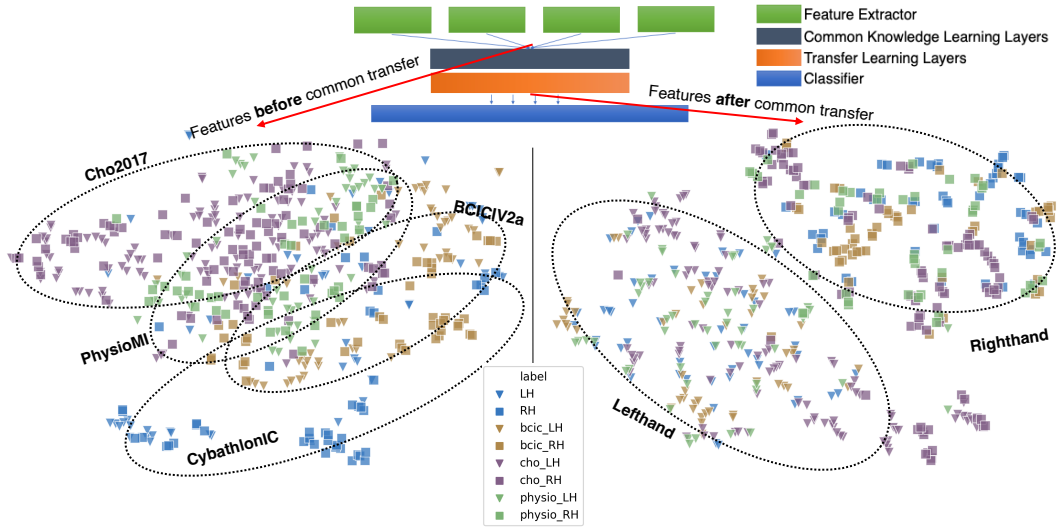 Feature Extractor
Common Knowledge Learning Layers
Transfer Learning Layers
Classifier
Features before common transfer
Features after common transfer
Cho2017
BCICIV2a
PhysioMI
CybathlonIC
Righthand
Lefthand
label
LH
RH
bcic_LH
bcic_RH
cho_LH
cho_RH
physio_LH
physio_RH